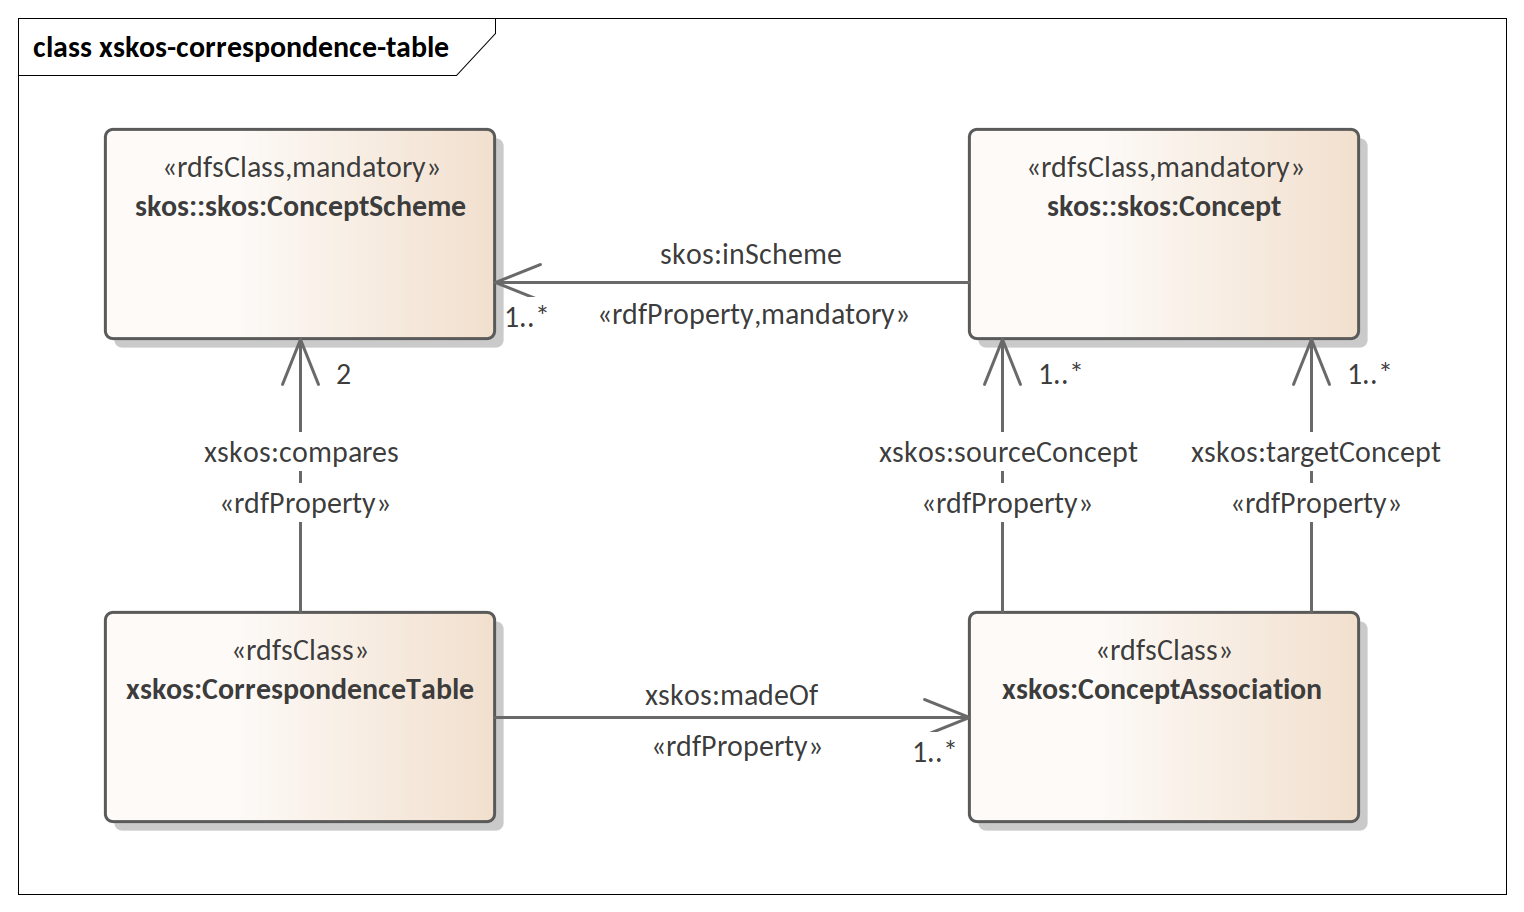 class xskos-correspondence-table
«rdfsClass,mandatory»
skos::skos:ConceptScheme
«rdfsClass,mandatory»
skos::skos:Concept
skos:inScheme
1..*
«rdfProperty,mandatory»
2
1..*
1..*
xskos:compares
«rdfProperty»
xskos:sourceConcept
«rdfProperty»
xskos:targetConcept
«rdfProperty»
«rdfsClass»
xskos:CorrespondenceTable
«rdfsClass»
xskos:ConceptAssociation
xskos:madeOf
«rdfProperty»
1..*